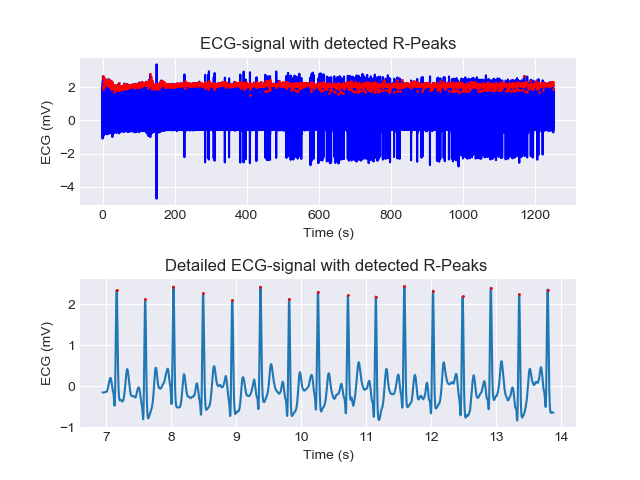 ECG-signal with detected R-Peaks
2
0
−2
−4
ECG (mV)
0 200 400 600 800 1000 1200
Time (s)
Detailed ECG-signal with detected R-Peaks
2
1
0
−1
ECG (mV)
7 8 9 10 11 12 13 14
Time (s)